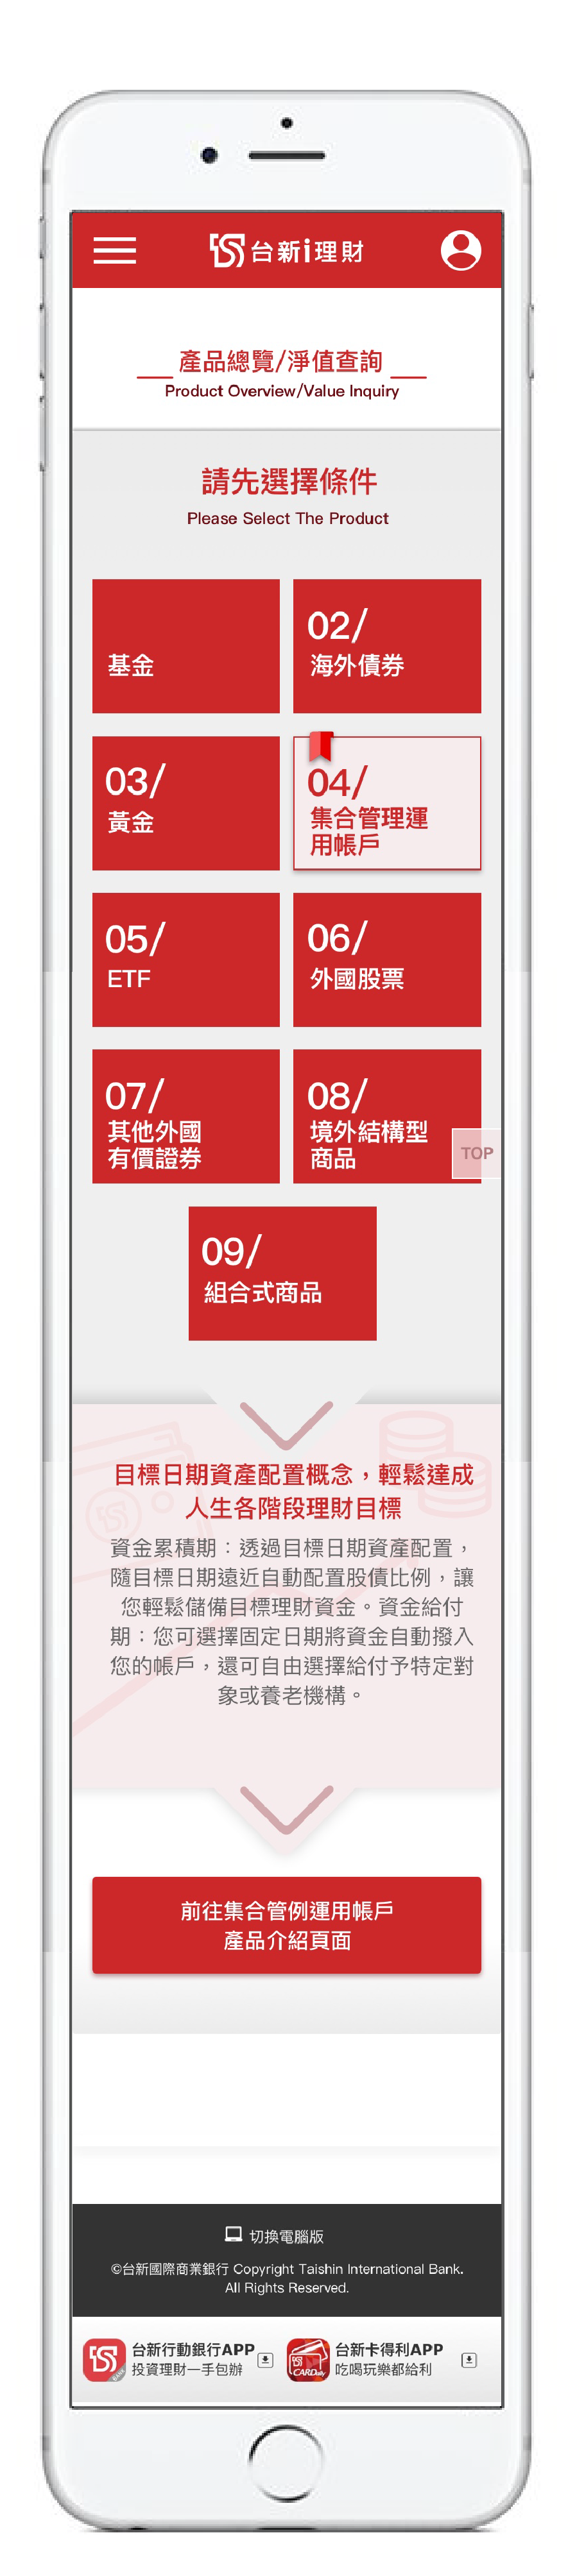 台新i理財
產品總覽/淨值查詢
Product Overview/Value Inquiry
請先選擇條件
Please Select The Product
基金
02/
海外債券
03/
黃金
04/
集合管理運
用帳戶
05/
ETF
06/
外國股票
07/
其他外國
有價證券
08/
境外結構型
商品
TOP
09/
組合式商品
目標日期資產配置概念，輕鬆達成
人生各階段理財目標
資金累積期：透過目標日期資產配置，
隨目標日期遠近自動配置股債比例，讓
您輕鬆儲備目標理財資金。資金給付
期：您可選擇固定日期將資金自動撥入
您的帳戶，還可自由選擇給付予特定對
象或養老機構。
前往集合管例運用帳戶
產品介紹頁面
切換電腦版
©台新國際商業銀行 Copyright Taishin International Bank.
All Rights Reserved.
台新行動銀行APP
投資理財一手包辦
CARDay
台新卡得利APP
吃喝玩樂都給利